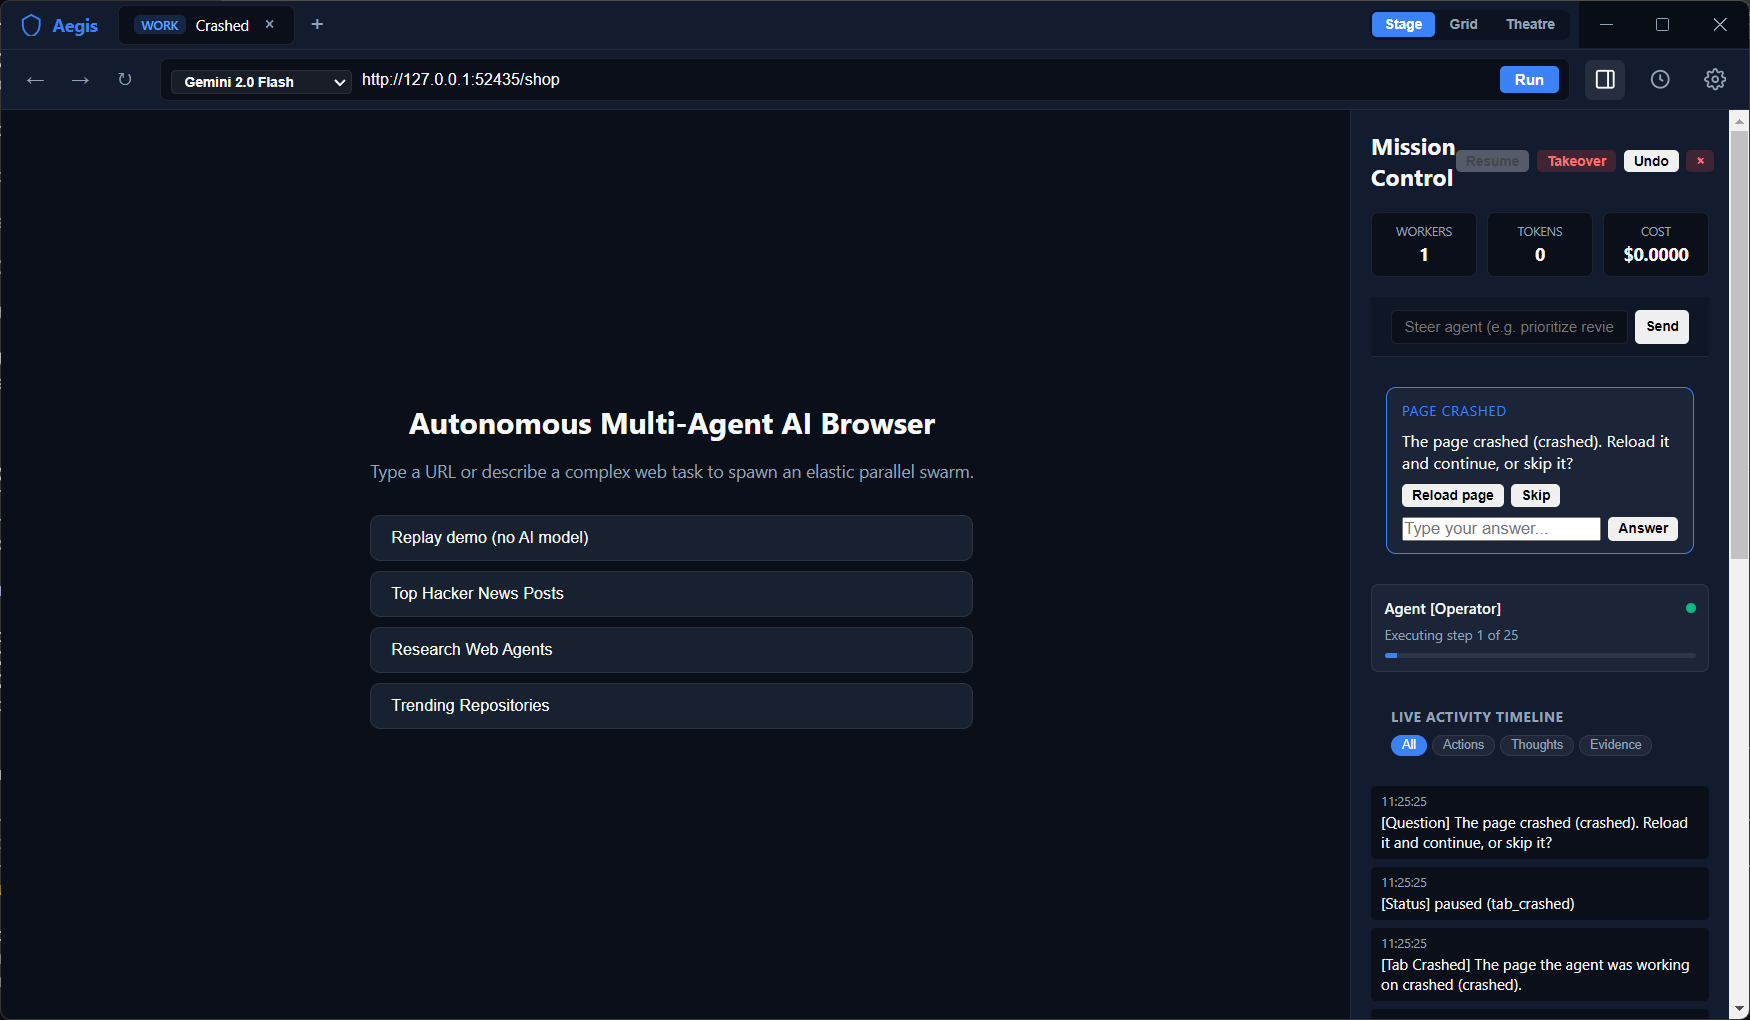 Aegis
WORK Crashed × +
Stage Grid Theatre
Gemini 2.0 Flash http://127.0.0.1:52435/shop Run
Mission Control
Resume Takeover Undo ×
WORKERS
1
TOKENS
0
COST
$0.0000
Steer agent (e.g. prioritize revie
Send
PAGE CRASHED
The page crashed (crashed). Reload it
and continue, or skip it?
Reload page Skip
Type your answer... Answer
Autonomous Multi-Agent AI Browser
Type a URL or describe a complex web task to spawn an elastic parallel swarm.
Replay demo (no AI model)
Top Hacker News Posts
Research Web Agents
Trending Repositories
Agent [Operator]
Executing step 1 of 25
LIVE ACTIVITY TIMELINE
All Actions Thoughts Evidence
11:25:25
[Question] The page crashed (crashed). Reload
it and continue, or skip it?
11:25:25
[Status] paused (tab_crashed)
11:25:25
[Tab Crashed] The page the agent was working
on crashed (crashed).